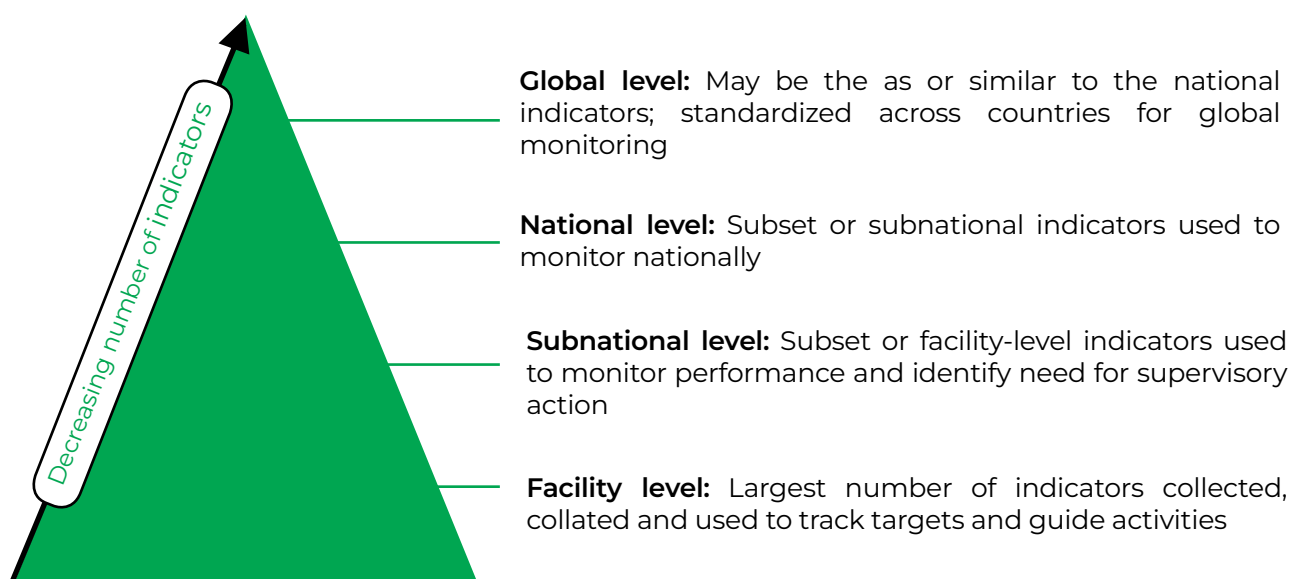 Decreasing number of indicators
Global level: May be the as or similar to the national
indicators; standardized across countries for global
monitoring
National level: Subset or subnational indicators used to
monitor nationally
Subnational level: Subset or facility-level indicators used
to monitor performance and identify need for supervisory
action
Facility level: Largest number of indicators collected,
collated and used to track targets and guide activities